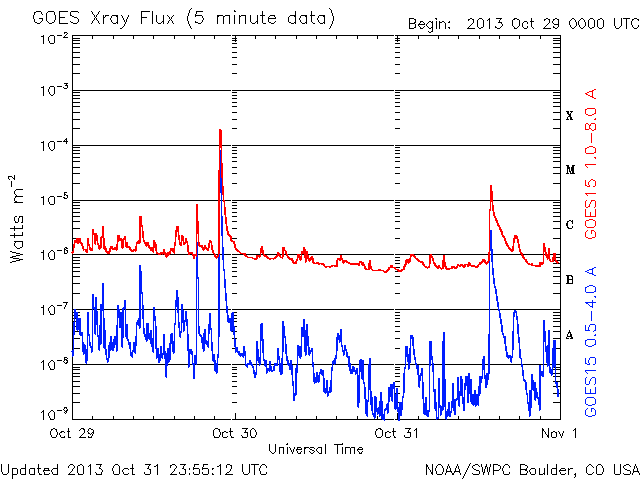 GOES Xray Flux (5 minute data)
Begin: 2013 Oct 29 0000 UTC
10⁻²
10⁻³
10⁻⁴
10⁻⁵
10⁻⁶
10⁻⁷
10⁻⁸
10⁻⁹
Watts m⁻²
X
M
C
B
A
GOES15 1.0-8.0 A
GOES15 0.5-4.0 A
Oct 29
Oct 30
Oct 31
Nov 1
Universal Time
Updated 2013 Oct 31 23:55:12 UTC
NOAA/SWPC Boulder, CO USA